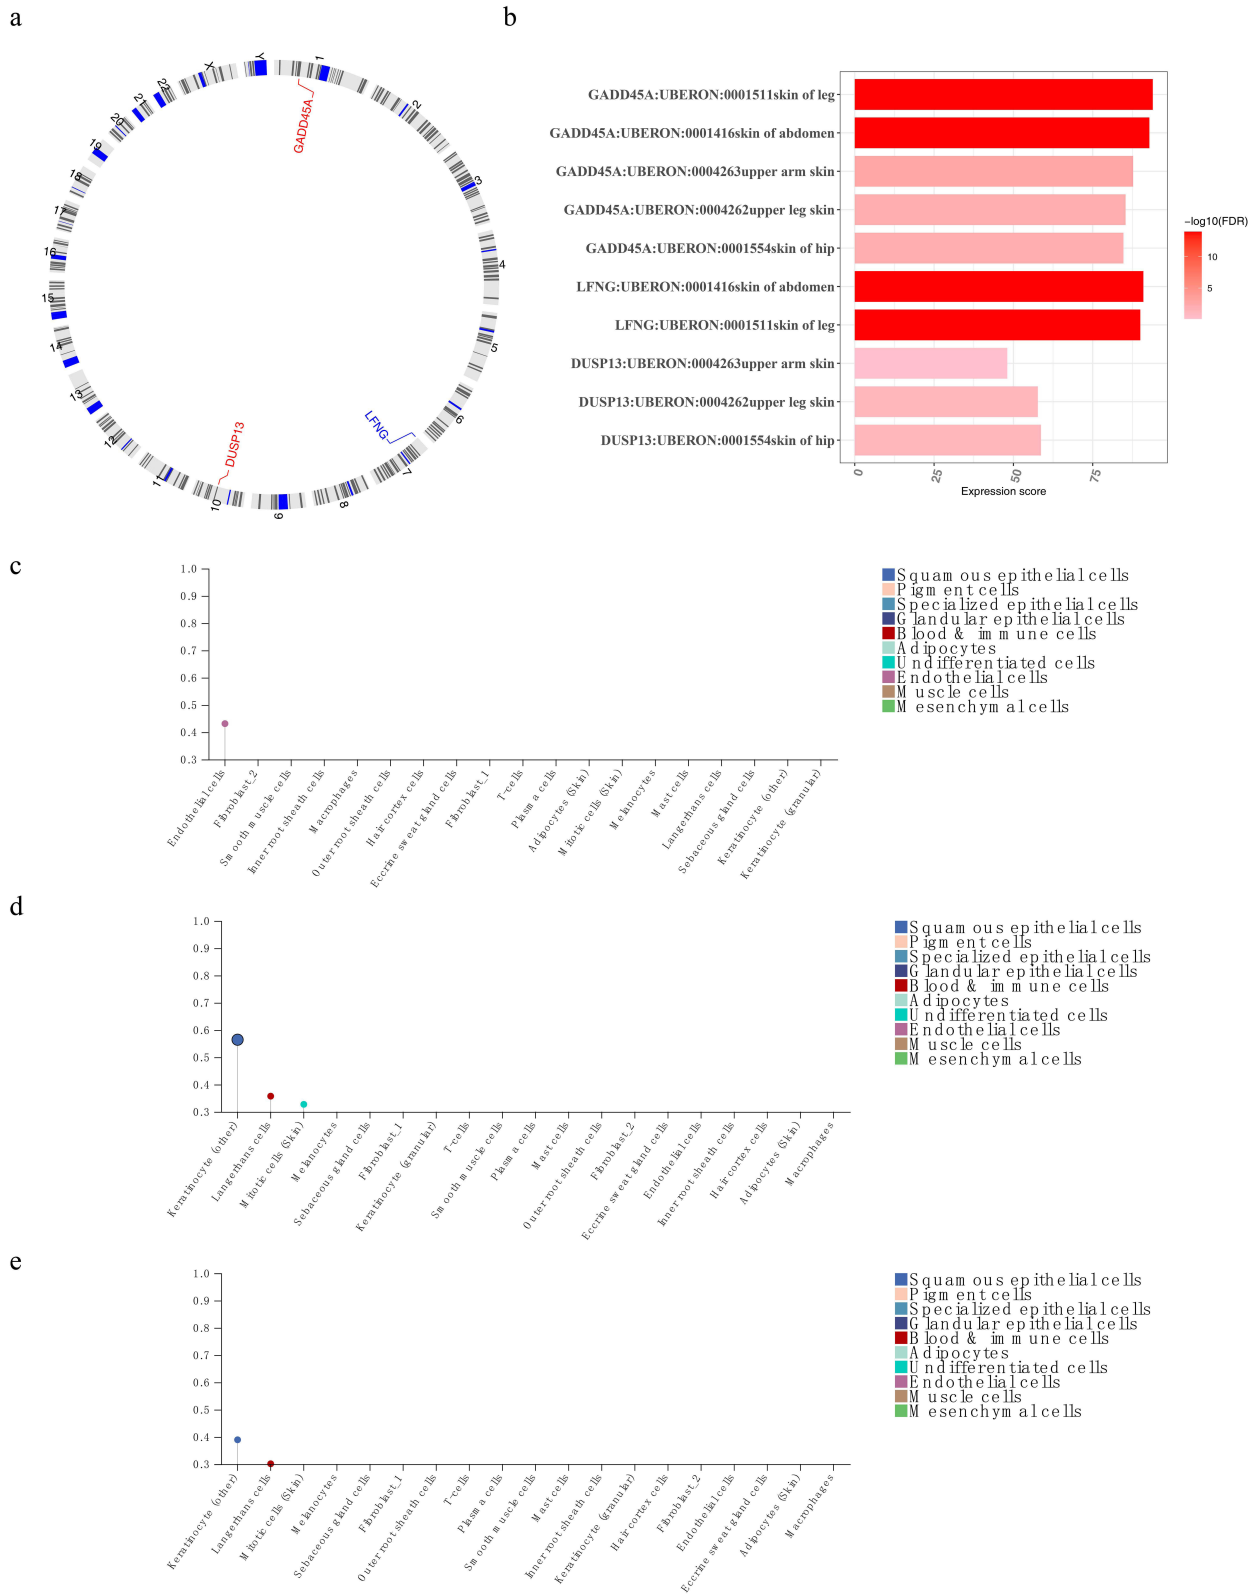 a
b
1
2
3
4
5
6
7
8
9
10
11
12
13
14
15
16
17
18
19
20
21
22
X
Y
GADD45A
LFNG
DUSP13
GADD45A:UBERON:0001511skin of leg
GADD45A:UBERON:0001416skin of abdomen
GADD45A:UBERON:0004263upper arm skin
GADD45A:UBERON:0004262upper leg skin
GADD45A:UBERON:0001554skin of hip
LFNG:UBERON:0001416skin of abdomen
LFNG:UBERON:0001511skin of leg
DUSP13:UBERON:0004263upper arm skin
DUSP13:UBERON:0004262upper leg skin
DUSP13:UBERON:0001554skin of hip
0 25 50 75
Expression score
−log10(FDR)
10
5
c
1.0
0.9
0.8
0.7
0.6
0.5
0.4
0.3
Endothelial cells
Fibroblast_2
Smooth muscle cells
Inner root sheath cells
Macrophages
Outer root sheath cells
Hair cortex cells
Eccrine sweat gland cells
Fibroblast_1
T-cells
Plasma cells
Adipocytes (Skin)
Mitotic cells (Skin)
Melanocytes
Mast cells
Langerhans cells
Sebaceous gland cells
Keratinocyte (other)
Keratinocyte (granular)
Squamous epithelial cells
Pigment cells
Specialized epithelial cells
Glandular epithelial cells
Blood & immune cells
Adipocytes
Undifferentiated cells
Endothelial cells
Muscle cells
Mesenchymal cells
d
1.0
0.9
0.8
0.7
0.6
0.5
0.4
0.3
Keratinocyte (other)
Langerhans cells
Mitotic cells (Skin)
Melanocytes
Sebaceous gland cells
Fibroblast_1
Keratinocyte (granular)
T-cells
Smooth muscle cells
Plasma cells
Mast cells
Outer root sheath cells
Fibroblast_2
Eccrine sweat gland cells
Endothelial cells
Inner root sheath cells
Hair cortex cells
Adipocytes (Skin)
Macrophages
Squamous epithelial cells
Pigment cells
Specialized epithelial cells
Glandular epithelial cells
Blood & immune cells
Adipocytes
Undifferentiated cells
Endothelial cells
Muscle cells
Mesenchymal cells
e
1.0
0.9
0.8
0.7
0.6
0.5
0.4
0.3
Keratinocyte (other)
Langerhans cells
Mitotic cells (Skin)
Melanocytes
Sebaceous gland cells
Fibroblast_1
Outer root sheath cells
T-cells
Plasma cells
Smooth muscle cells
Mast cells
Inner root sheath cells
Keratinocyte (granular)
Hair cortex cells
Fibroblast_2
Endothelial cells
Eccrine sweat gland cells
Adipocytes (Skin)
Macrophages
Squamous epithelial cells
Pigment cells
Specialized epithelial cells
Glandular epithelial cells
Blood & immune cells
Adipocytes
Undifferentiated cells
Endothelial cells
Muscle cells
Mesenchymal cells